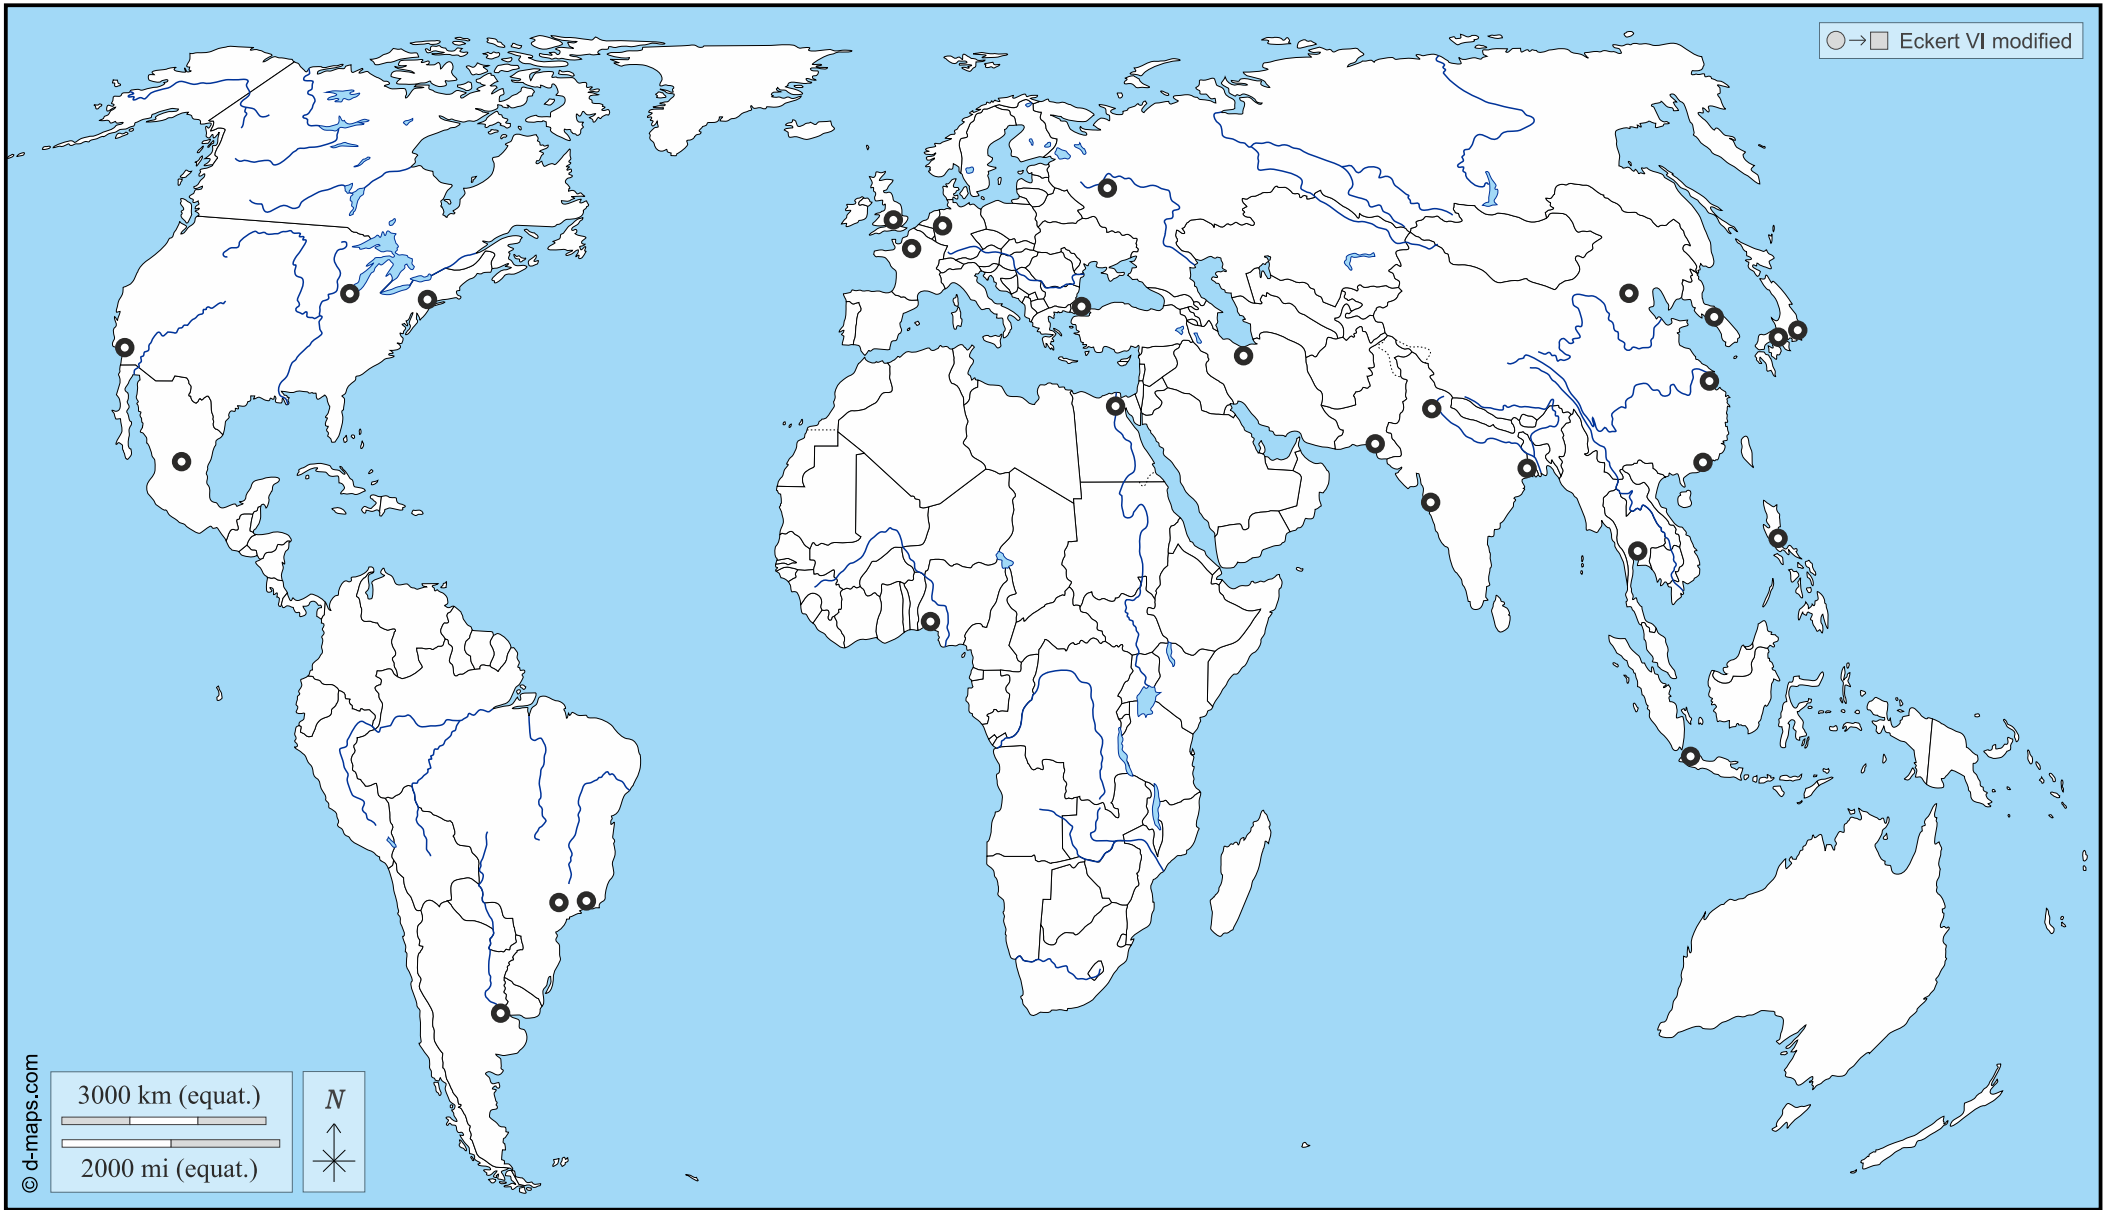 Eckert VI modified
3000 km (equat.)
2000 mi (equat.)
N
© d-maps.com